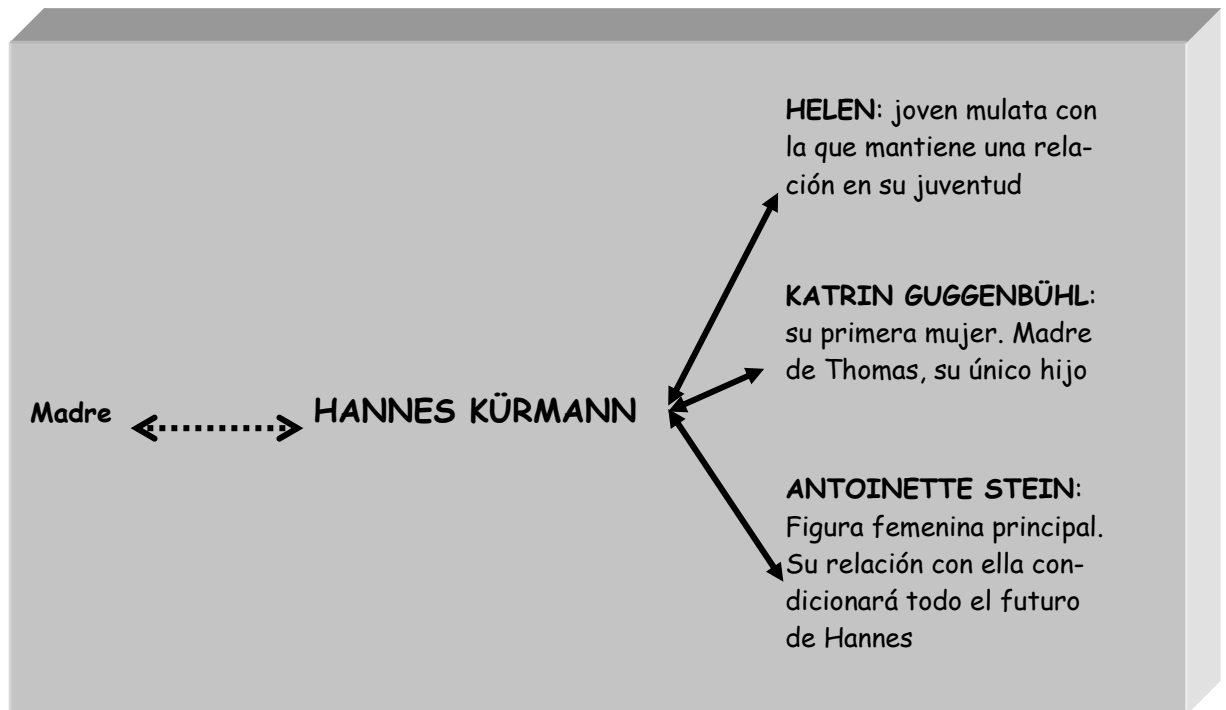 HELEN: joven mulata con
la que mantiene una rela-
ción en su juventud
KATRIN GUGGENBÜHL:
su primera mujer. Madre
de Thomas, su único hijo
Madre
HANNES KÜRMANN
ANTOINETTE STEIN:
Figura femenina principal.
Su relación con ella con-
dicionará todo el futuro
de Hannes